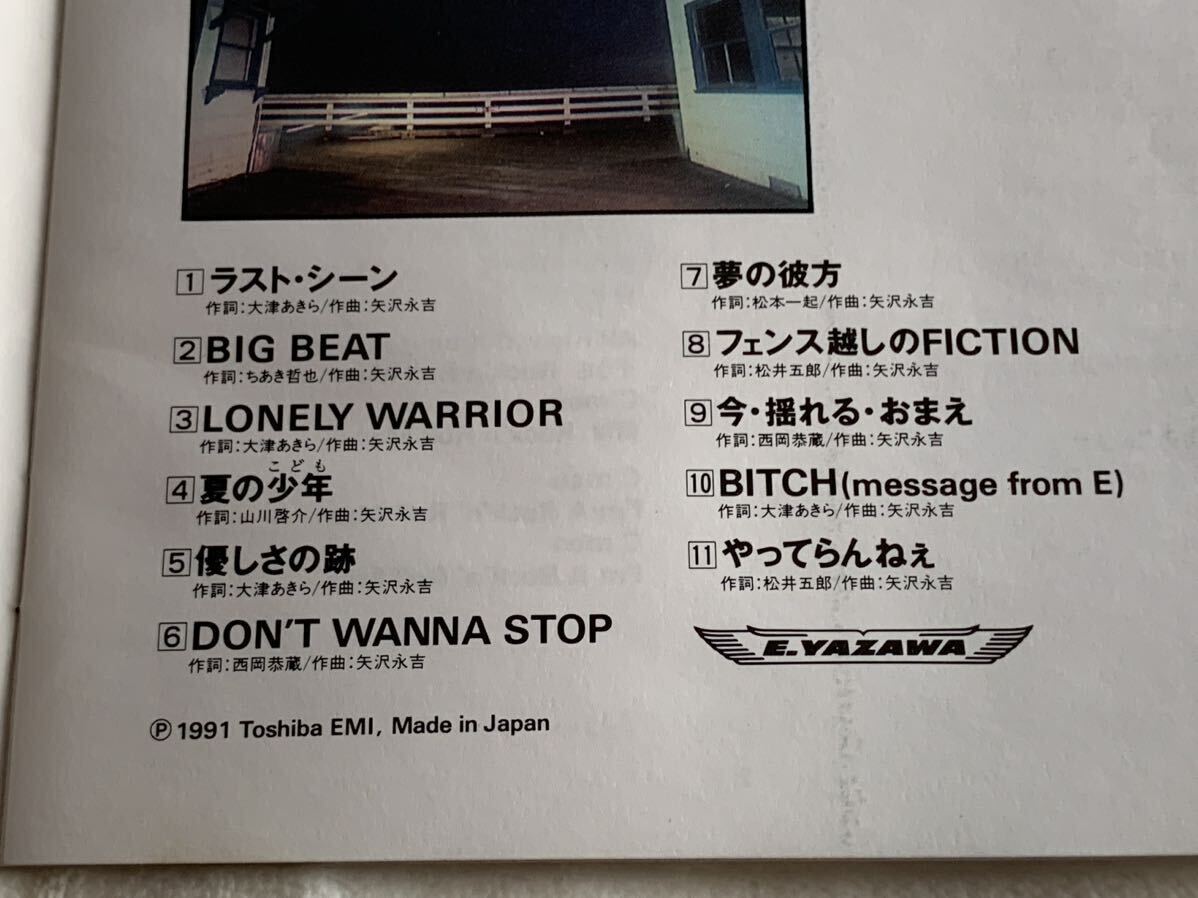 1 ラスト・シーン
作詞:大津あきら/作曲:矢沢永吉
2 BIG BEAT
作詞:ちあき哲也/作曲:矢沢永吉
3 LONELY WARRIOR
作詞:大津あきら/作曲:矢沢永吉
こども
4 夏の少年
作詞:山川啓介/作曲:矢沢永吉
5 優しさの跡
作詞:大津あきら/作曲:矢沢永吉
6 DON'T WANNA STOP
作詞:西岡恭蔵/作曲:矢沢永吉
7 夢の彼方
作詞:松本一起/作曲:矢沢永吉
8 フェンス越しのFICTION
作詞:松井五郎/作曲:矢沢永吉
9 今・揺れる・おまえ
作詞:西岡恭蔵/作曲:矢沢永吉
10 BITCH(message from E)
作詞:大津あきら/作曲:矢沢永吉
11 やってらんねぇ
作詞:松井五郎/作曲:矢沢永吉
E.YAZAWA
℗ 1991 Toshiba EMI, Made in Japan